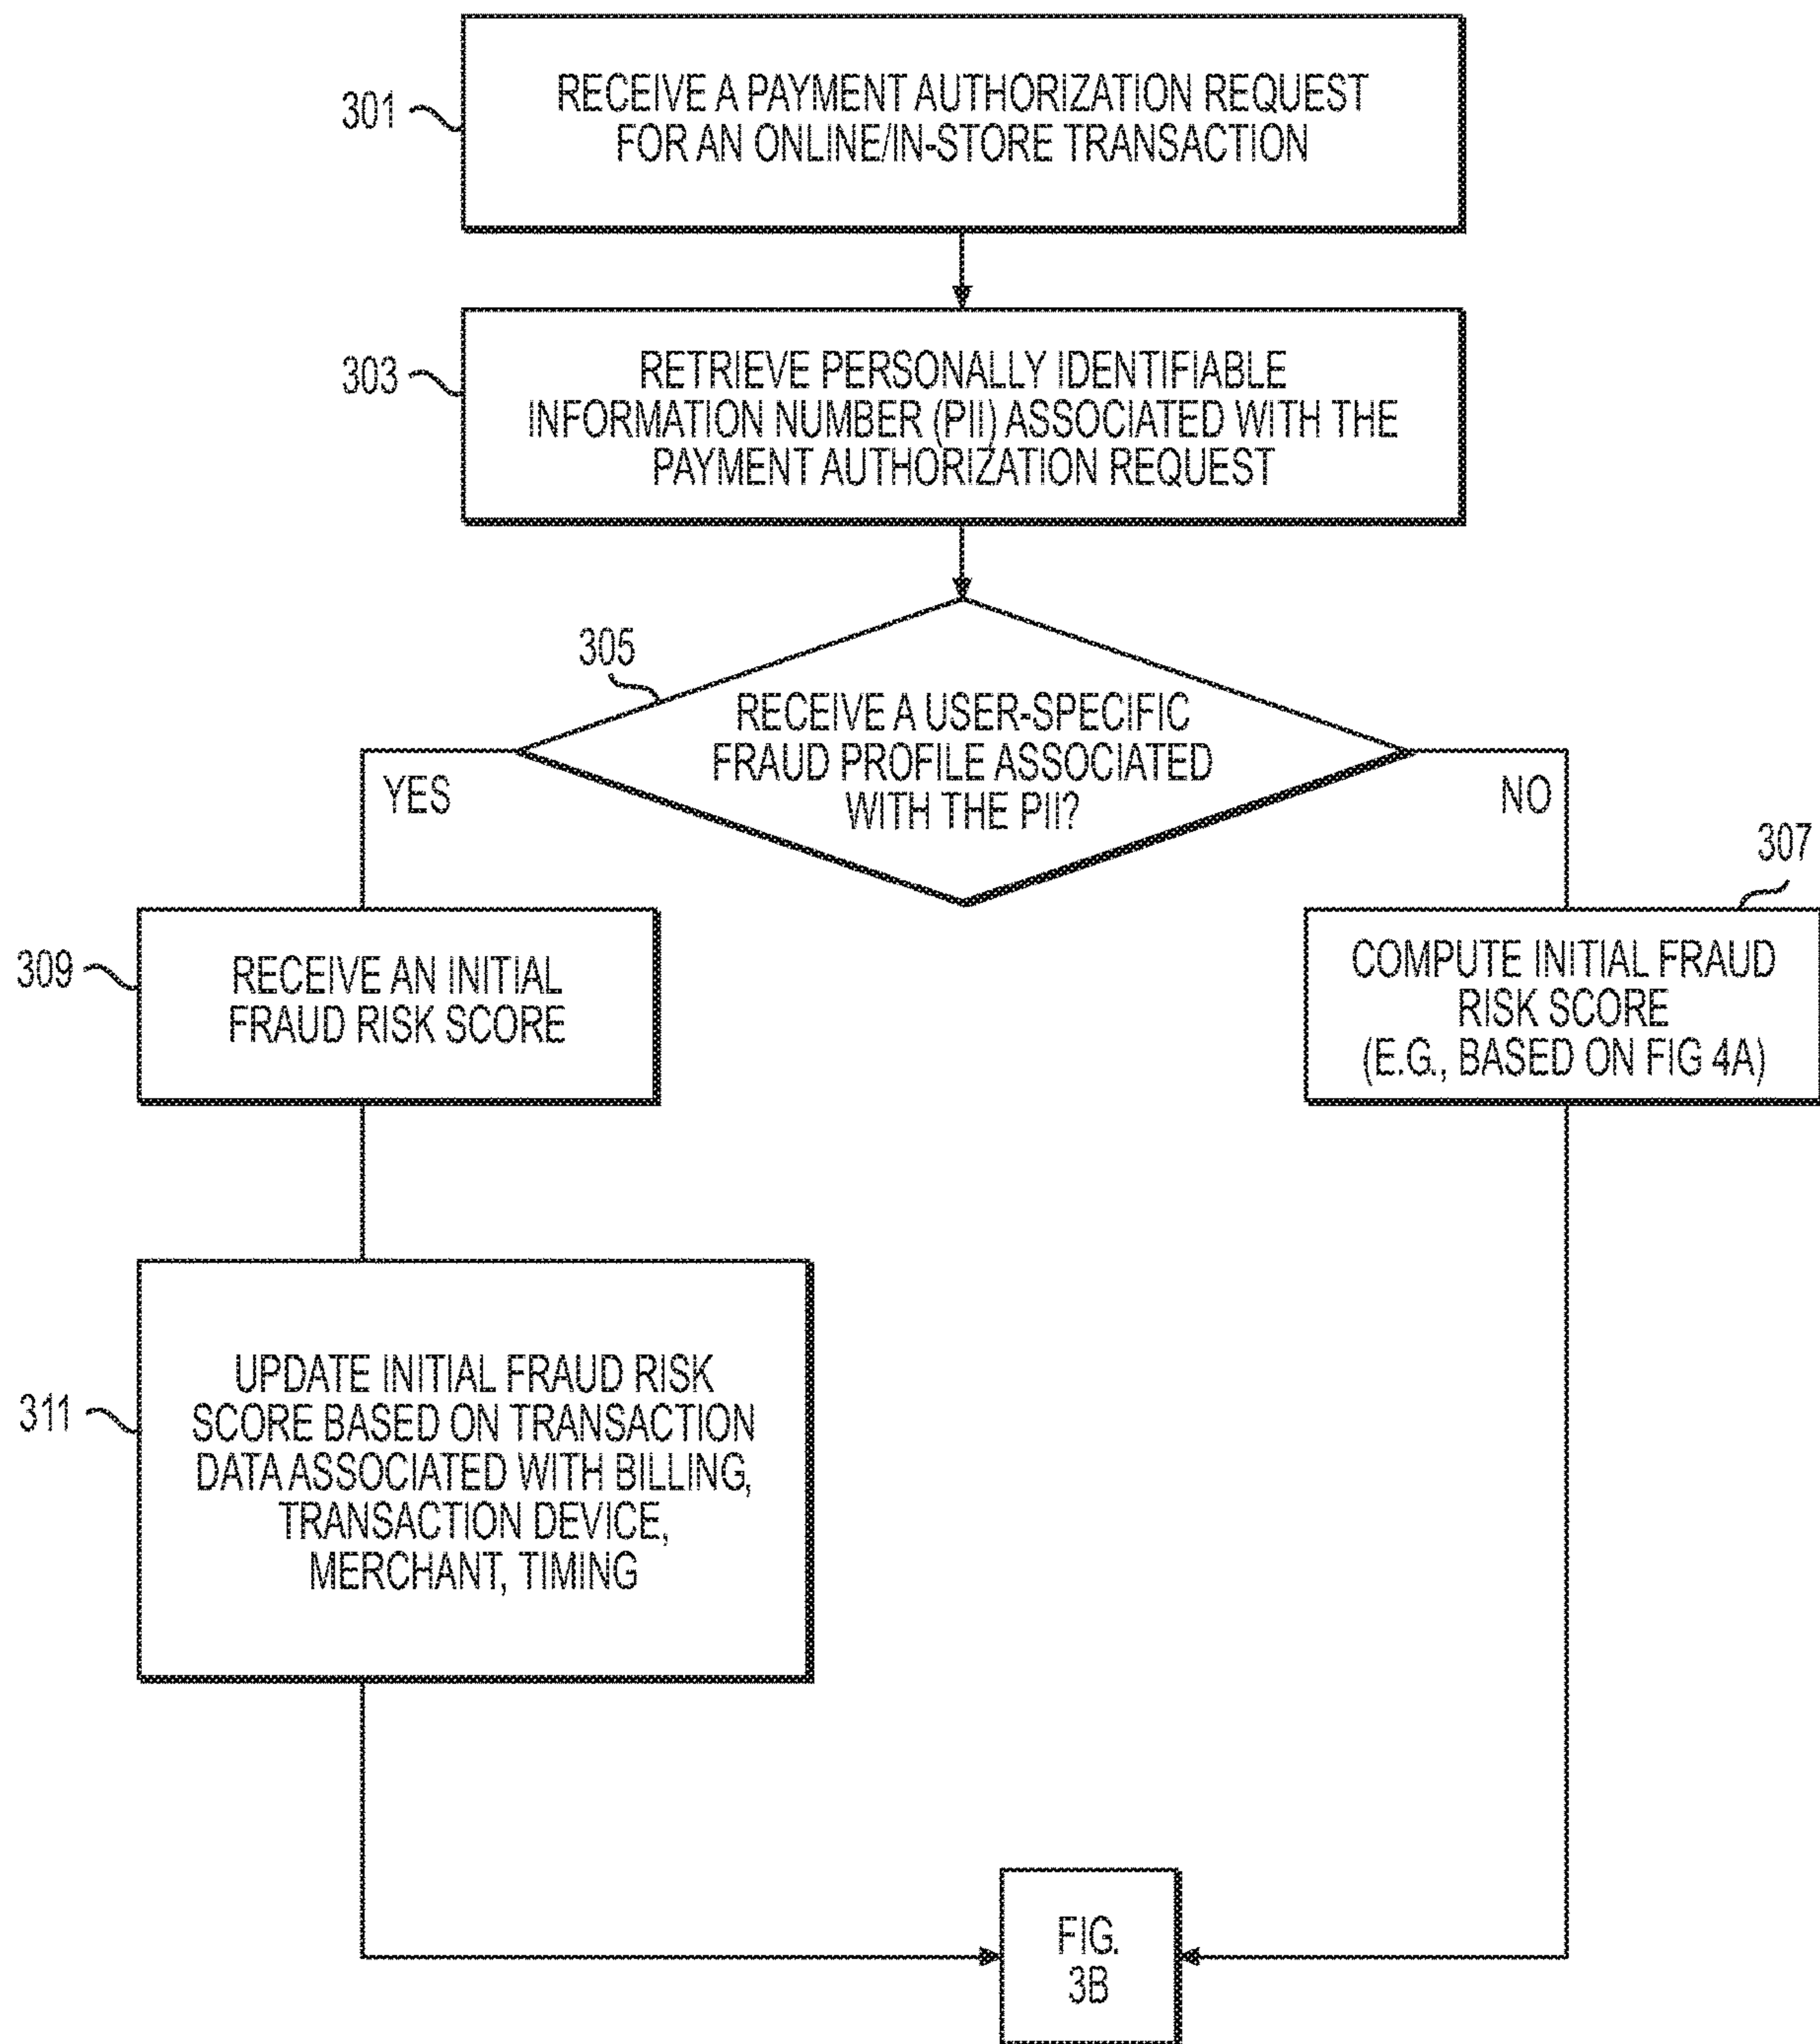 301
RECEIVE A PAYMENT AUTHORIZATION REQUEST
FOR AN ONLINE/IN-STORE TRANSACTION
303
RETRIEVE PERSONALLY IDENTIFIABLE
INFORMATION NUMBER (PII) ASSOCIATED WITH THE
PAYMENT AUTHORIZATION REQUEST
305
RECEIVE A USER-SPECIFIC
FRAUD PROFILE ASSOCIATED
WITH THE PII?
YES
NO
307
309
RECEIVE AN INITIAL
FRAUD RISK SCORE
COMPUTE INITIAL FRAUD
RISK SCORE
(E.G., BASED ON FIG 4A)
311
UPDATE INITIAL FRAUD RISK
SCORE BASED ON TRANSACTION
DATA ASSOCIATED WITH BILLING,
TRANSACTION DEVICE,
MERCHANT, TIMING
FIG.
3B